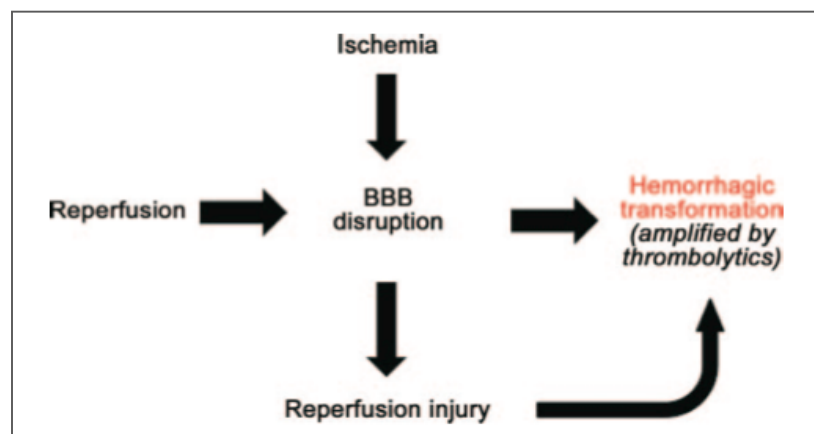 Ischemia
Reperfusion
BBB
disruption
Hemorrhagic
transformation
(amplified by
thrombolytics)
Reperfusion injury